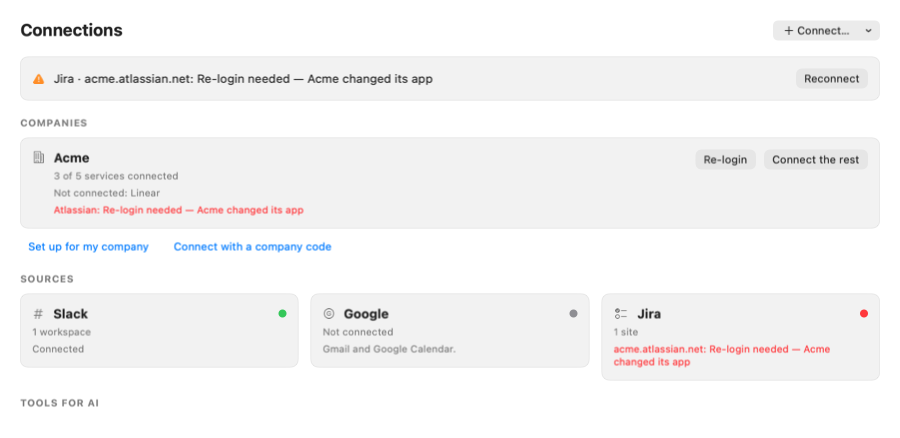 Connections
+ Connect...
Jira · acme.atlassian.net: Re-login needed — Acme changed its app
Reconnect
COMPANIES
Acme
Re-login
Connect the rest
3 of 5 services connected
Not connected: Linear
Atlassian: Re-login needed — Acme changed its app
Set up for my company
Connect with a company code
SOURCES
# Slack
1 workspace
Connected
Google
Not connected
Gmail and Google Calendar.
Jira
1 site
acme.atlassian.net: Re-login needed — Acme
changed its app
TOOLS FOR AI